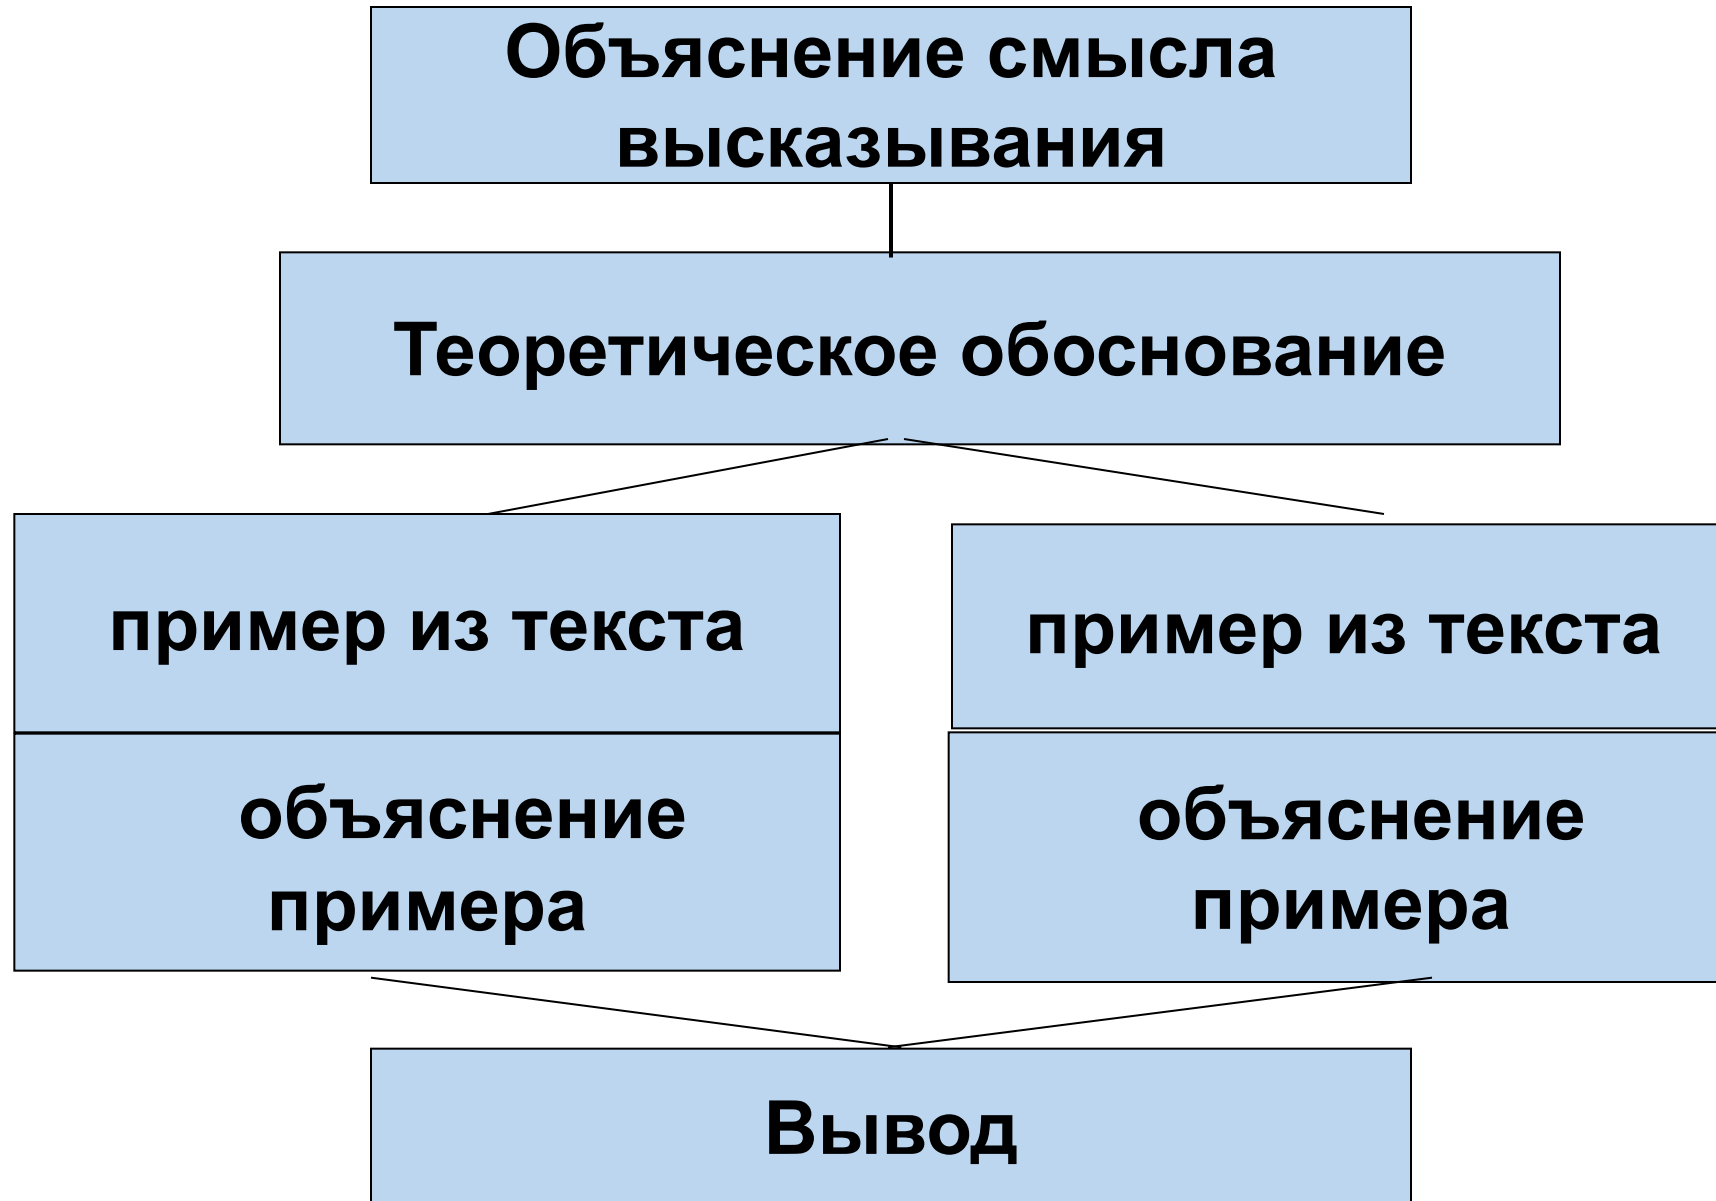 Объяснение смысла
высказывания
Теоретическое обоснование
пример из текста
объяснение
примера
пример из текста
объяснение
примера
Вывод